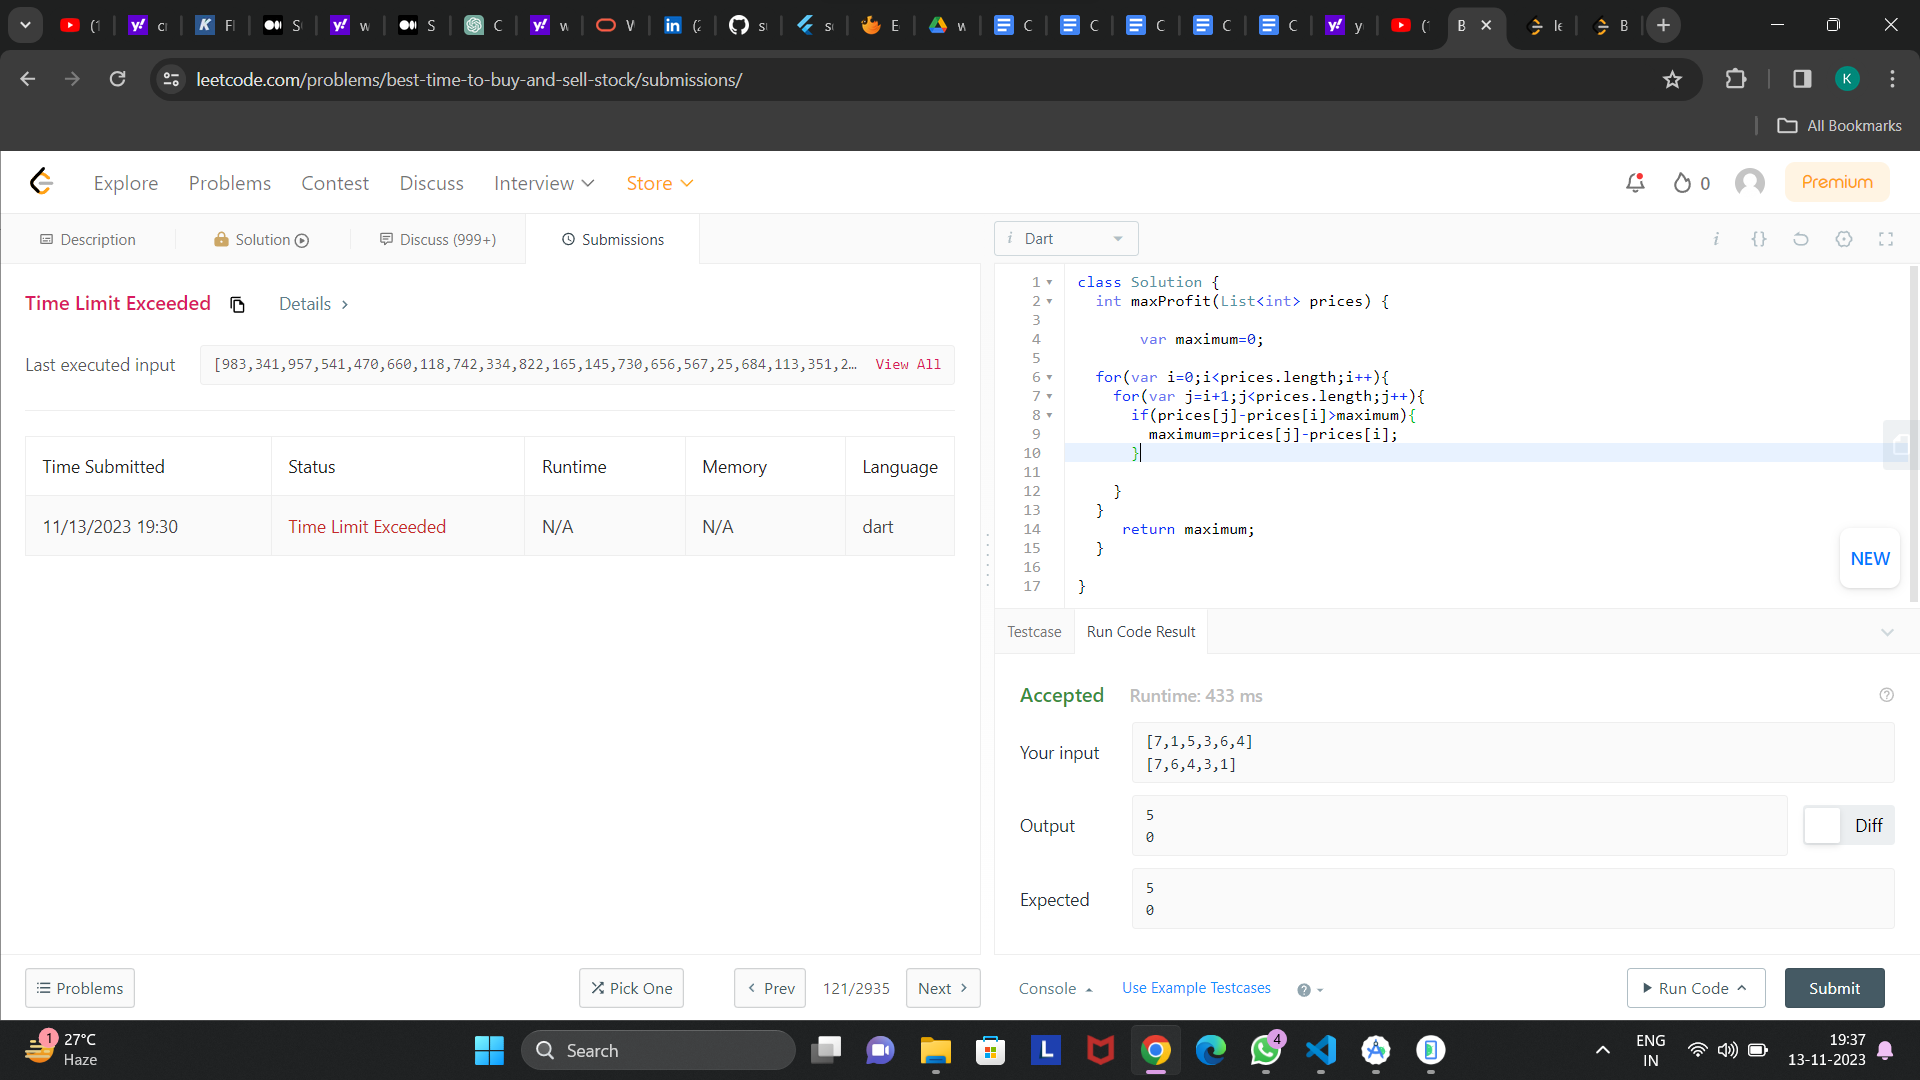 (1
c
Fl
S
w
S
C
w
W
(2
s
s
E
w
C
C
C
C
C
y
(1
B
le
B
leetcode.com/problems/best-time-to-buy-and-sell-stock/submissions/
K
All Bookmarks
Explore Problems Contest Discuss Interview Store
0
Premium
Description
Solution
Discuss (999+)
Submissions
i Dart
Time Limit Exceeded
Details >
Last executed input
[983,341,957,541,470,660,118,742,334,822,165,145,730,656,567,25,684,113,351,2...
View All
Time Submitted Status Runtime Memory Language
11/13/2023 19:30 Time Limit Exceeded N/A N/A dart
1 class Solution {
2 int maxProfit(List<int> prices) {
3
4 var maximum=0;
5
6 for(var i=0;i<prices.length;i++){
7 for(var j=i+1;j<prices.length;j++){
8 if(prices[j]-prices[i]>maximum){
9 maximum=prices[j]-prices[i];
10 }
11
12 }
13 }
14 return maximum;
15 }
16
17 }
NEW
Testcase
Run Code Result
Accepted
Runtime: 433 ms
Your input
[7,1,5,3,6,4]
[7,6,4,3,1]
Output
5
0
Diff
Expected
5
0
Problems
Pick One
< Prev
121/2935
Next >
Console
Use Example Testcases
Run Code
Submit
1
27°C
Haze
Search
L
4
ENG
IN
19:37
13-11-2023